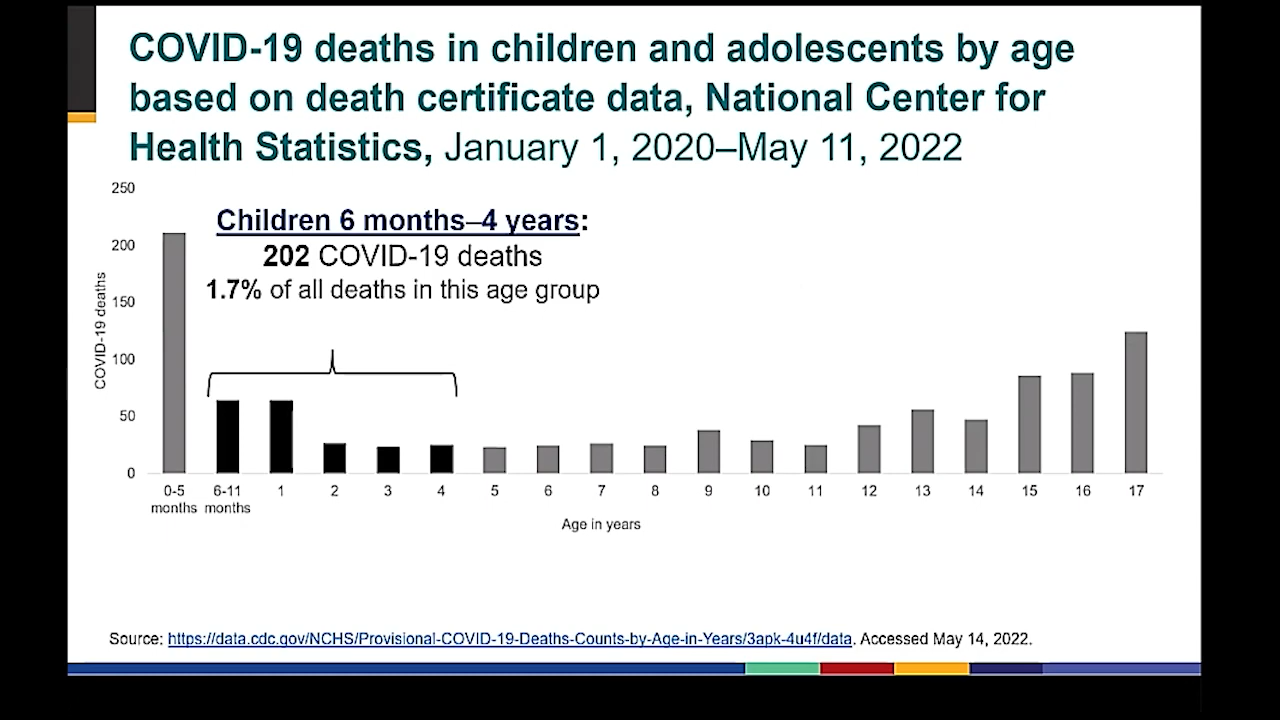 COVID-19 deaths in children and adolescents by age
based on death certificate data, National Center for
Health Statistics, January 1, 2020–May 11, 2022
250
200
150
100
50
0
COVID-19 deaths
Children 6 months–4 years:
202 COVID-19 deaths
1.7% of all deaths in this age group
0-5 6-11 1 2 3 4 5 6 7 8 9 10 11 12 13 14 15 16 17
months months
Age in years
Source: https://data.cdc.gov/NCHS/Provisional-COVID-19-Deaths-Counts-by-Age-in-Years/3apk-4u4f/data. Accessed May 14, 2022.